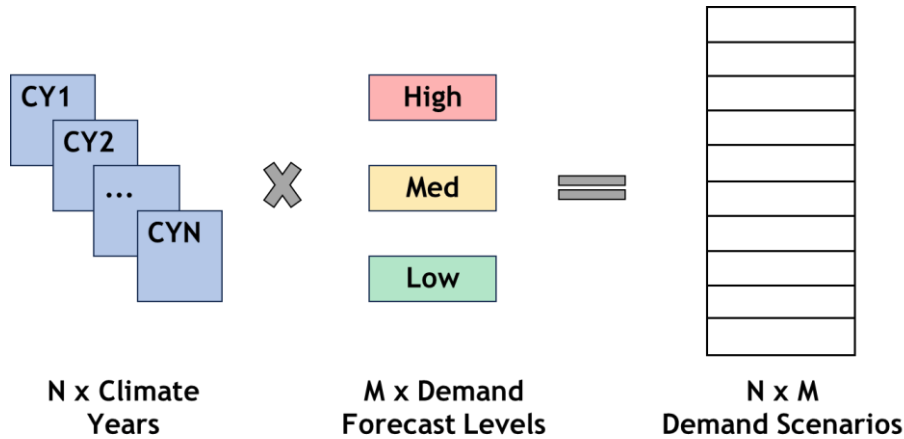 CY1
CY2
...
CYN
High
Med
Low
N x Climate
Years
M x Demand
Forecast Levels
N x M
Demand Scenarios